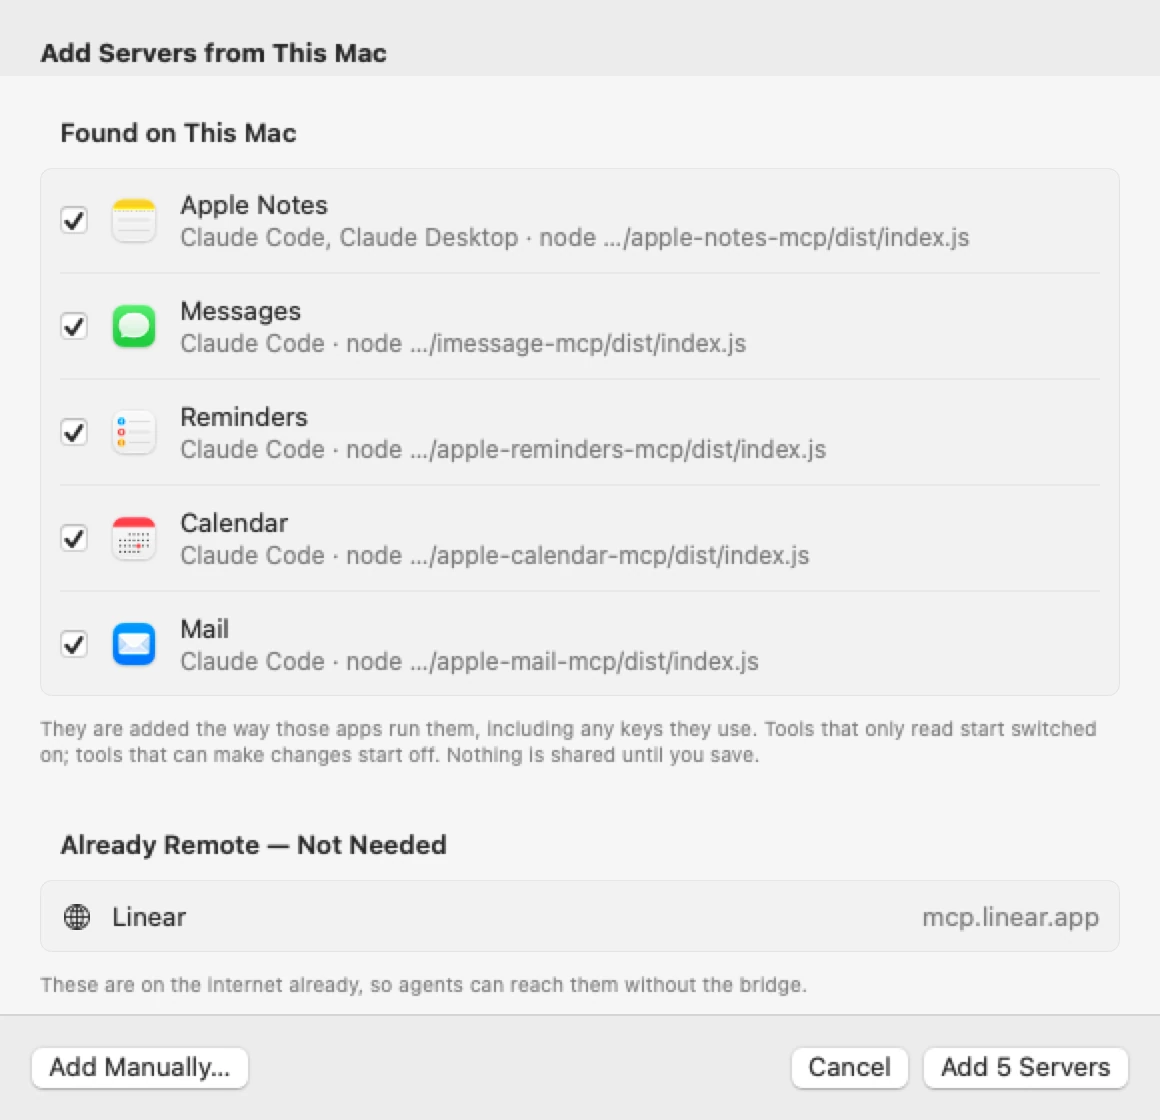 Add Servers from This Mac
Found on This Mac
Apple Notes
Claude Code, Claude Desktop · node .../apple-notes-mcp/dist/index.js
Messages
Claude Code · node .../imessage-mcp/dist/index.js
Reminders
Claude Code · node .../apple-reminders-mcp/dist/index.js
Calendar
Claude Code · node .../apple-calendar-mcp/dist/index.js
Mail
Claude Code · node .../apple-mail-mcp/dist/index.js
They are added the way those apps run them, including any keys they use. Tools that only read start switched
on; tools that can make changes start off. Nothing is shared until you save.
Already Remote — Not Needed
Linear mcp.linear.app
These are on the internet already, so agents can reach them without the bridge.
Add Manually... Cancel Add 5 Servers